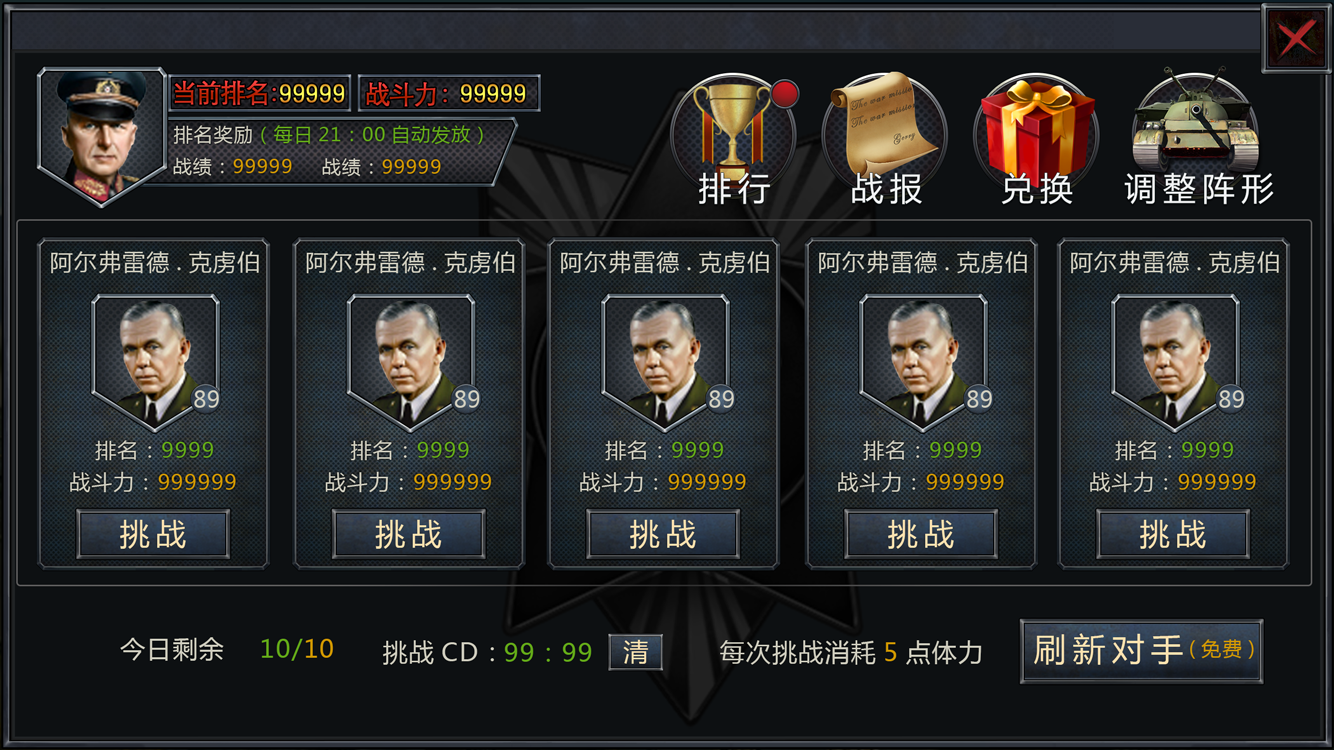 当前排名:99999
战斗力：99999
排名奖励（每日21：00自动发放）
战绩：99999 战绩：99999
The war missio
The war mission
排行
战报
兑换
调整阵形
阿尔弗雷德．克虏伯
89
排名：9999
战斗力：999999
挑战
阿尔弗雷德．克虏伯
89
排名：9999
战斗力：999999
挑战
阿尔弗雷德．克虏伯
89
排名：9999
战斗力：999999
挑战
阿尔弗雷德．克虏伯
89
排名：9999
战斗力：999999
挑战
阿尔弗雷德．克虏伯
89
排名：9999
战斗力：999999
挑战
今日剩余 10/10
挑战CD：99：99
清
每次挑战消耗 5 点体力
刷新对手（免费）